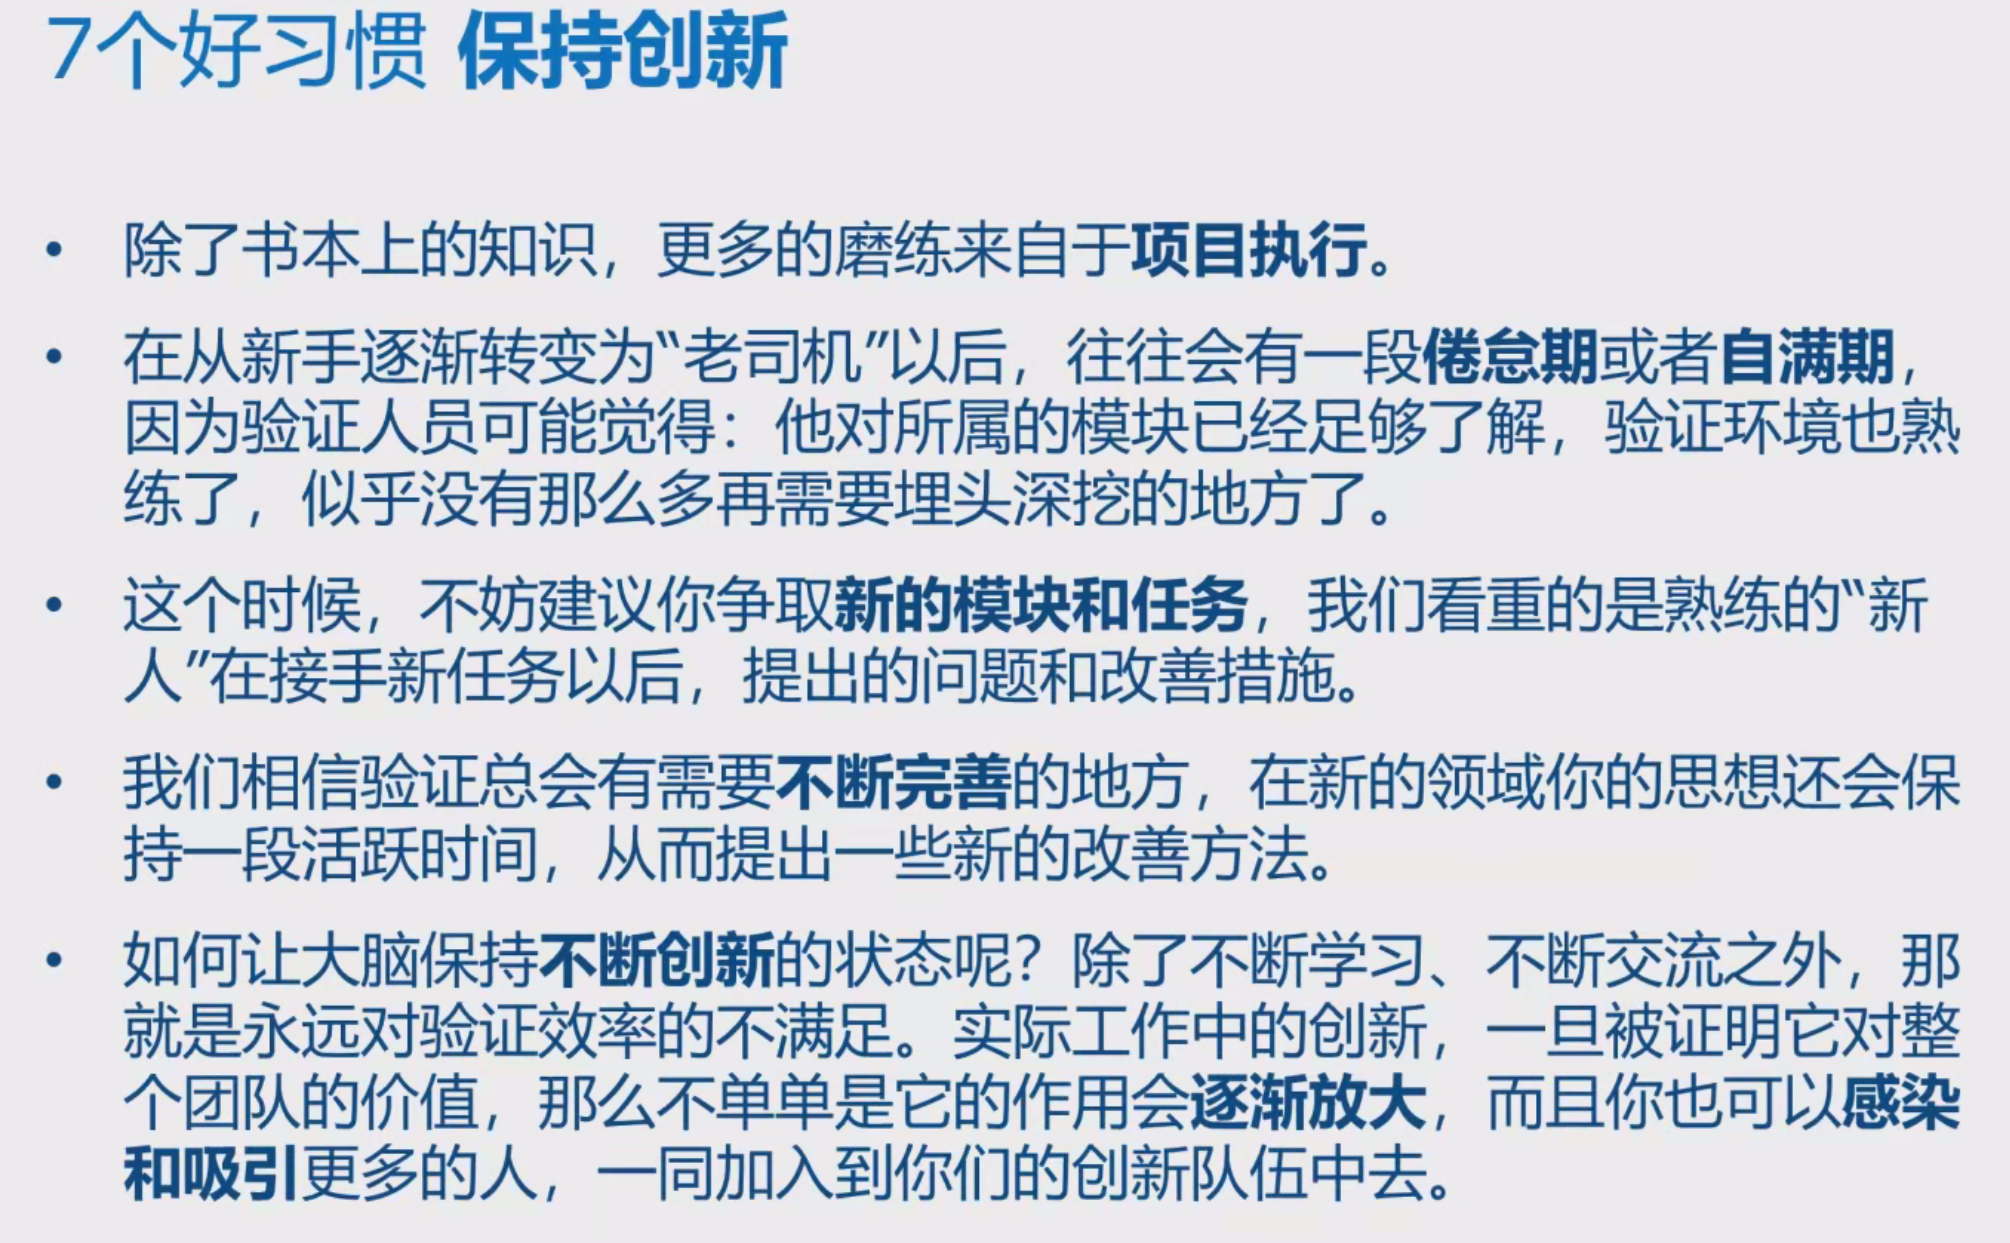 7个好习惯 保持创新
• 除了书本上的知识，更多的磨练来自于项目执行。
• 在从新手逐渐转变为“老司机”以后，往往会有一段倦怠期或者自满期，
因为验证人员可能觉得：他对所属的模块已经足够了解，验证环境也熟
练了，似乎没有那么多再需要埋头深挖的地方了。
• 这个时候，不妨建议你争取新的模块和任务，我们看重的是熟练的“新
人”在接手新任务以后，提出的问题和改善措施。
• 我们相信验证总会有需要不断完善的地方，在新的领域你的思想还会保
持一段活跃时间，从而提出一些新的改善方法。
• 如何让大脑保持不断创新的状态呢？除了不断学习、不断交流之外，那
就是永远对验证效率的不满足。实际工作中的创新，一旦被证明它对整
个团队的价值，那么不单单是它的作用会逐渐放大，而且你也可以感染
和吸引更多的人，一同加入到你们的创新队伍中去。